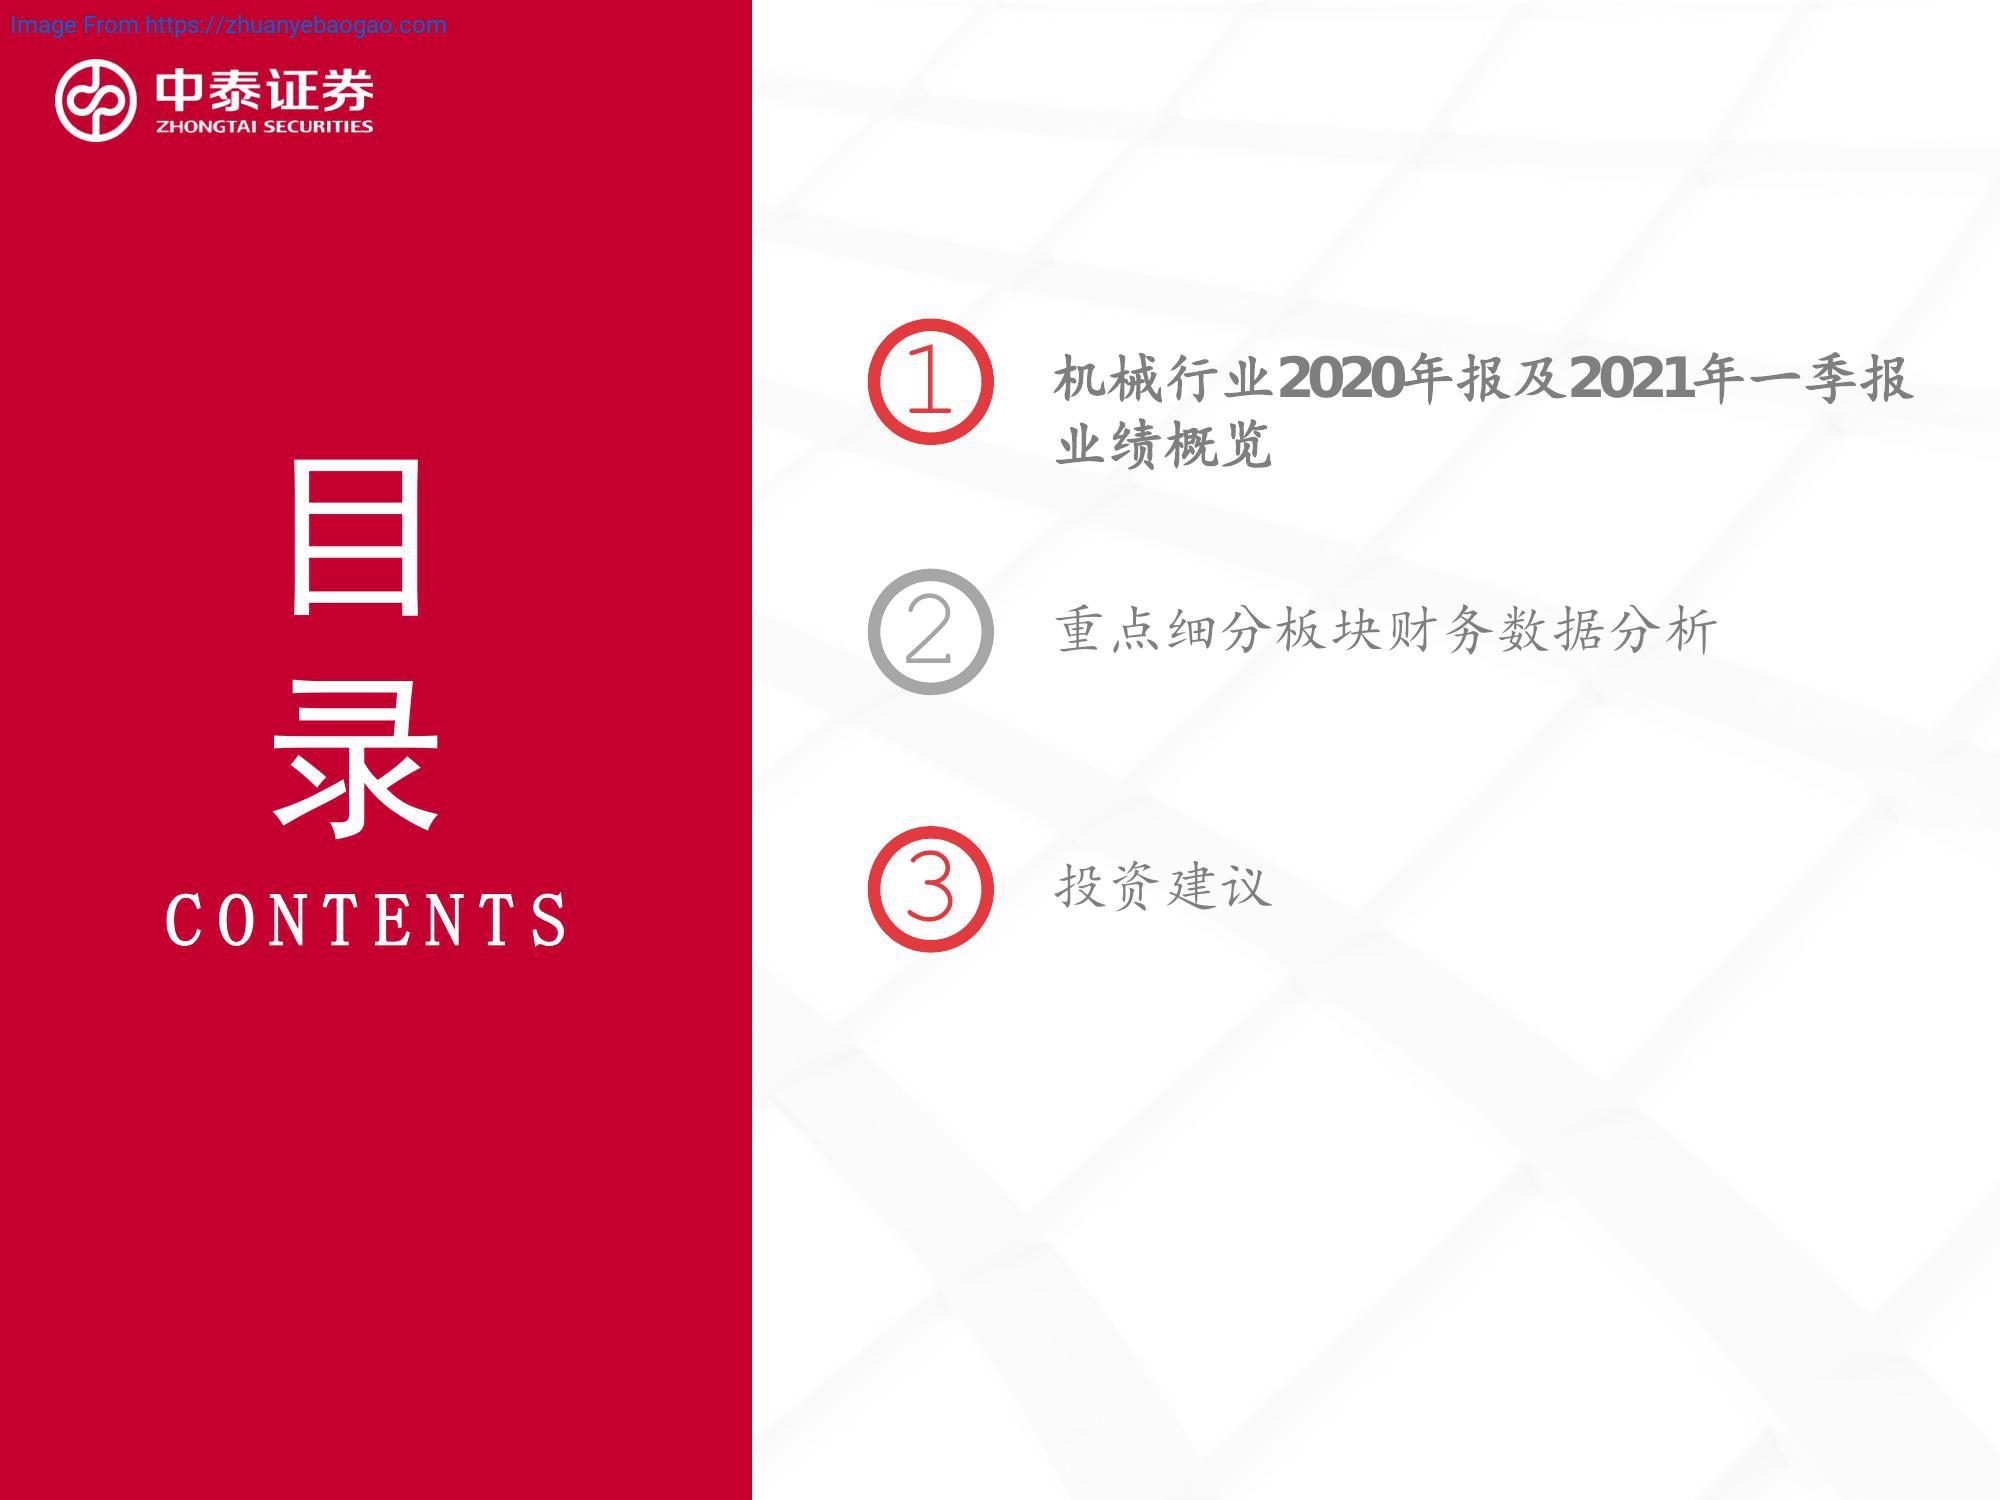 Image From https://zhuanyebaogao.com
中泰证券
ZHONGTAI SECURITIES
目
录
CONTENTS
1
机械行业2020年报及2021年一季报
业绩概览
2
重点细分板块财务数据分析
3
投资建议